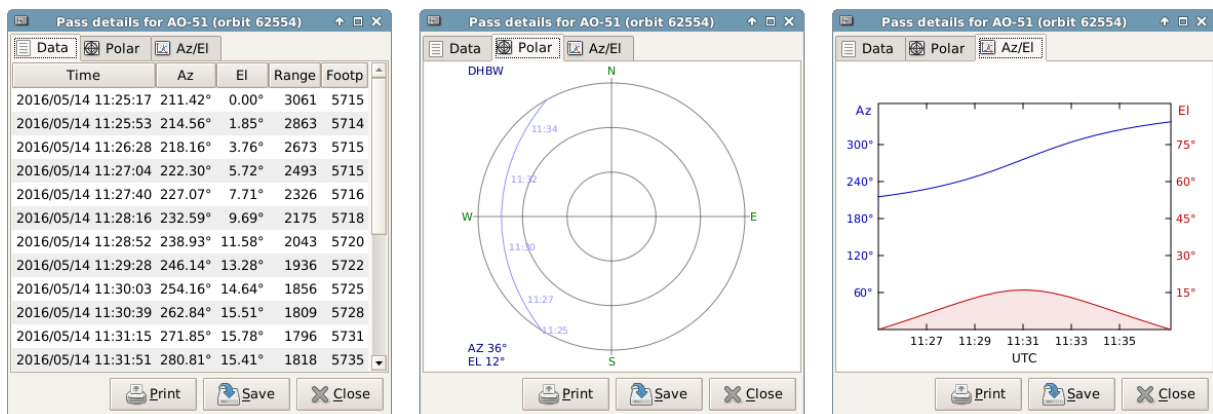 Pass details for AO-51 (orbit 62554)
Data Polar Az/El
Time Az El Range Footp
2016/05/14 11:25:17 211.42° 0.00° 3061 5715
2016/05/14 11:25:53 214.56° 1.85° 2863 5714
2016/05/14 11:26:28 218.16° 3.76° 2673 5715
2016/05/14 11:27:04 222.30° 5.72° 2493 5715
2016/05/14 11:27:40 227.07° 7.71° 2326 5716
2016/05/14 11:28:16 232.59° 9.69° 2175 5718
2016/05/14 11:28:52 238.93° 11.58° 2043 5720
2016/05/14 11:29:28 246.14° 13.28° 1936 5722
2016/05/14 11:30:03 254.16° 14.64° 1856 5725
2016/05/14 11:30:39 262.84° 15.51° 1809 5728
2016/05/14 11:31:15 271.85° 15.78° 1796 5731
2016/05/14 11:31:51 280.81° 15.41° 1818 5735
Print Save Close
Pass details for AO-51 (orbit 62554)
Data Polar Az/El
DHBW N
11:34
11:32
W E
11:30
11:27
11:25
AZ 36°
EL 12° S
Print Save Close
Pass details for AO-51 (orbit 62554)
Data Polar Az/El
Az El
300° 75°
240° 60°
180° 45°
120° 30°
60° 15°
11:27 11:29 11:31 11:33 11:35
UTC
Print Save Close